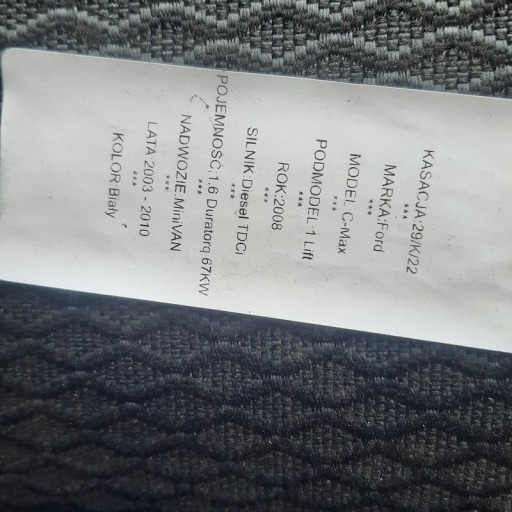 KASACJA:29/K/22
***
MARKA:Ford
***
MODEL C-Max
***
PODMODEL:1 Lift
***
ROK:2008
***
SILNIK:Diesel TDCi
***
POJEMNOŚĆ:1,6 Duratorq 67KW
***
NADWOZIE:MiniVAN
***
LATA:2003 - 2010
***
KOLOR:Biały